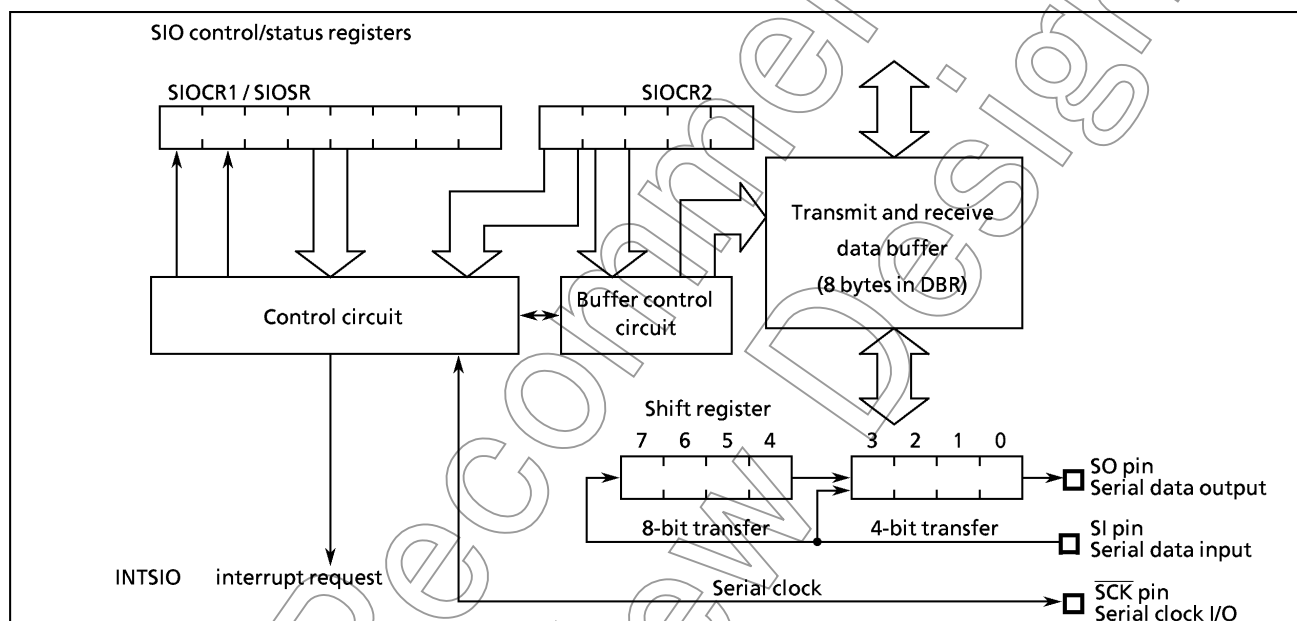 SIO control/status registers
SIOCR1 / SIOSR
SIOCR2
Transmit and receive
data buffer
(8 bytes in DBR)
Control circuit
Buffer control
circuit
Shift register
7 6 5 4 3 2 1 0
SO pin
Serial data output
8-bit transfer
4-bit transfer
SI pin
Serial data input
INTSIO interrupt request
Serial clock
SCK pin
Serial clock I/O